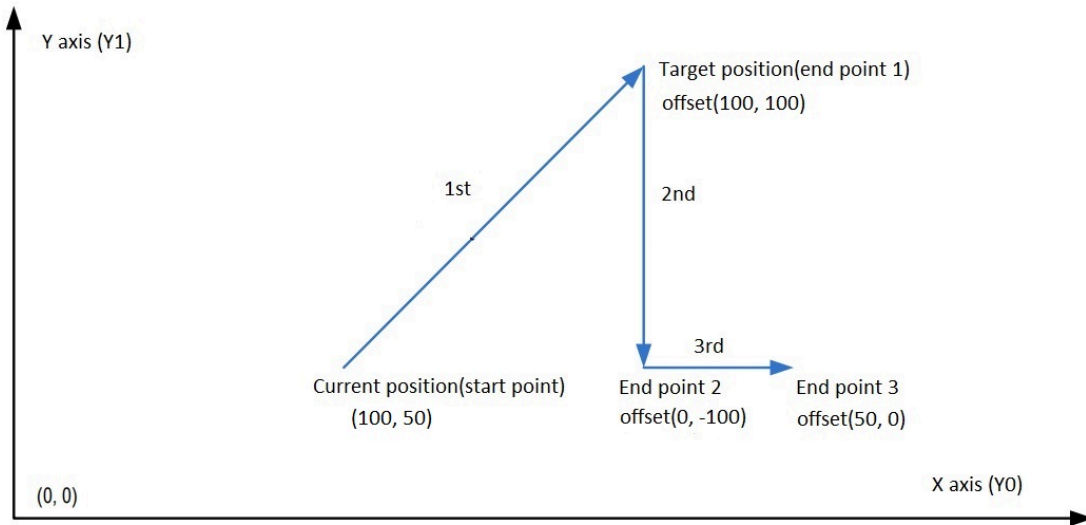 Y axis (Y1)
Target position(end point 1)
offset(100, 100)
1st
2nd
3rd
Current position(start point)
(100, 50)
End point 2
offset(0, -100)
End point 3
offset(50, 0)
X axis (Y0)
(0, 0)